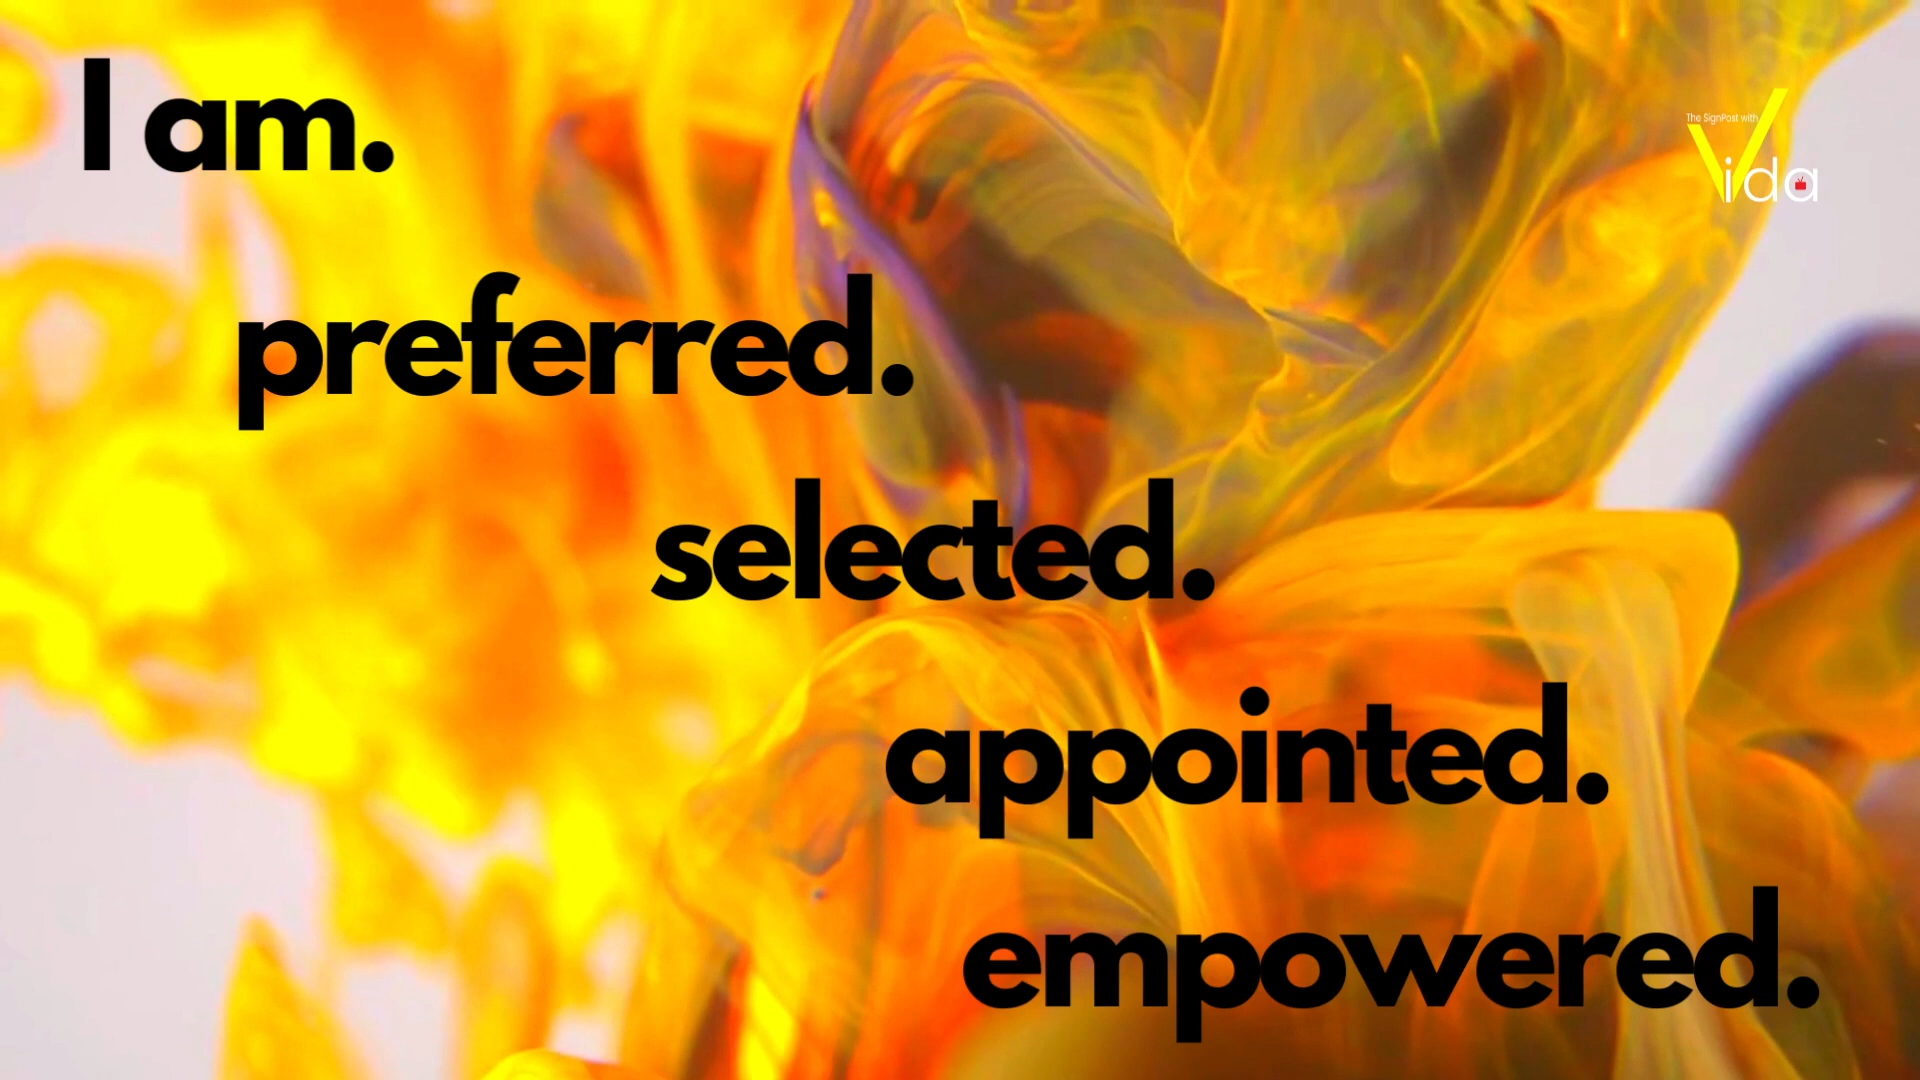 I am.
The SignPost with
Vida
preferred.
selected.
appointed.
empowered.